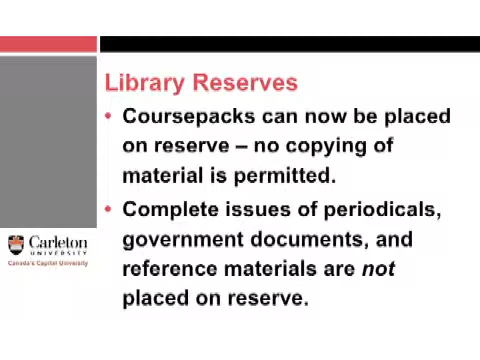 Library Reserves
• Coursepacks can now be placed
on reserve – no copying of
material is permitted.
• Complete issues of periodicals,
government documents, and
reference materials are not
placed on reserve.
Carleton
UNIVERSITY
Canada's Capital University